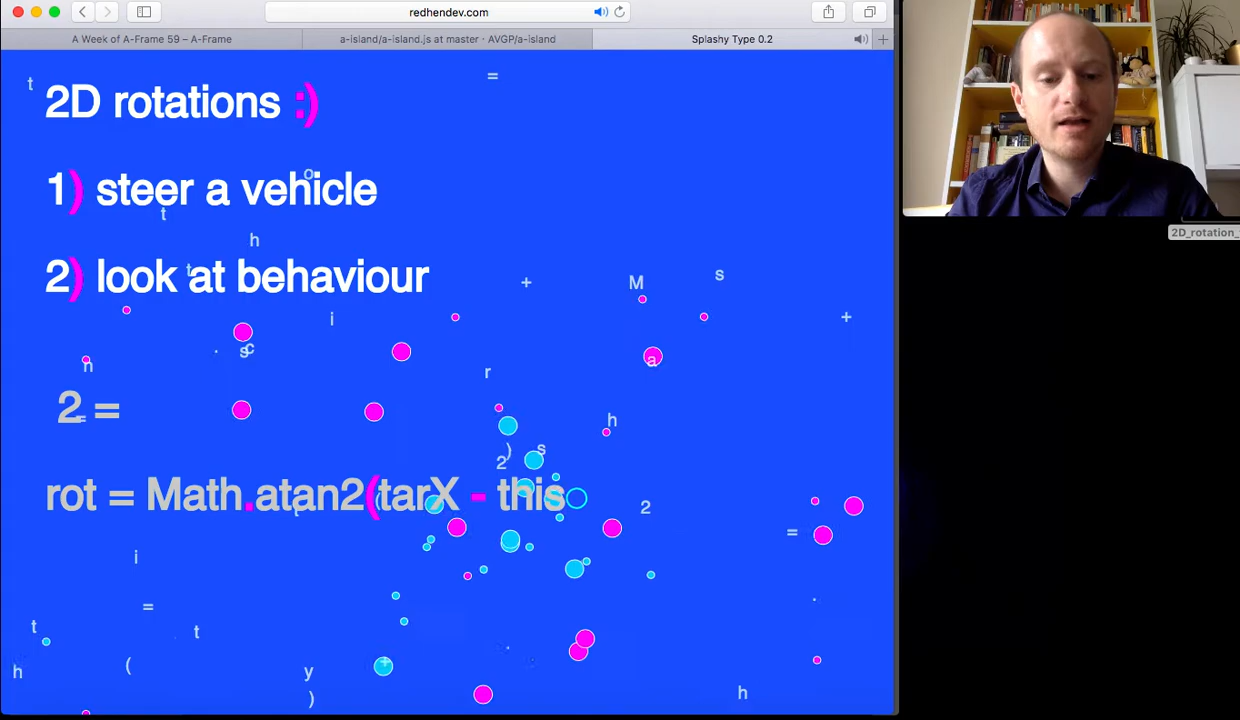 redhendev.com
A Week of A-Frame 59 – A-Frame
a-island/a-island.js at master · AVGP/a-island
Splashy Type 0.2
2D rotations :)
1) steer a vehicle
2) look at behaviour
2 =
rot = Math.atan2(tarX - this
2D_rotation_